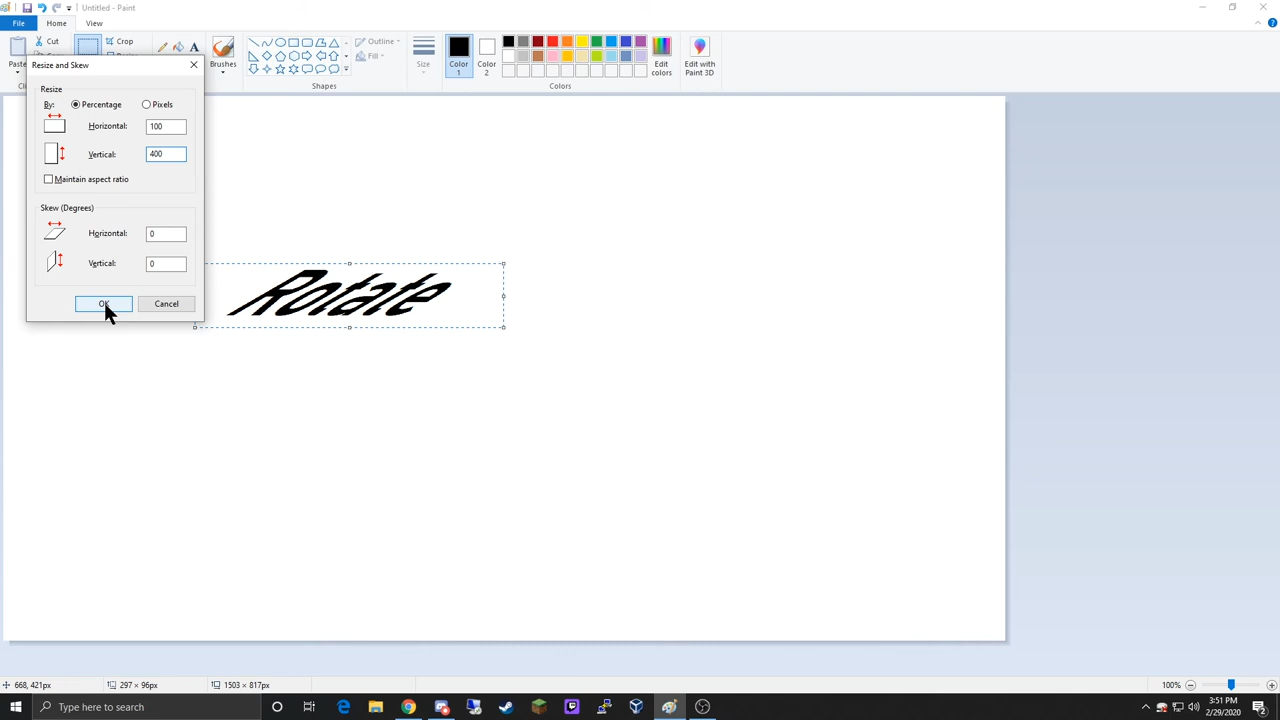 Untitled - Paint
File
Home
View
Cut
Crop
Paste
Brushes
Outline
Fill
Shapes
Size
Color 1
Color 2
Edit colors
Edit with Paint 3D
Colors
Resize and Skew
Resize
By:
Percentage
Pixels
Horizontal:
100
Vertical:
400
Maintain aspect ratio
Skew (Degrees)
Horizontal:
0
Vertical:
0
OK
Cancel
Rotate
668, 421px
297 × 96px
1503 × 817px
100%
Type here to search
3:51 PM
2/29/2020